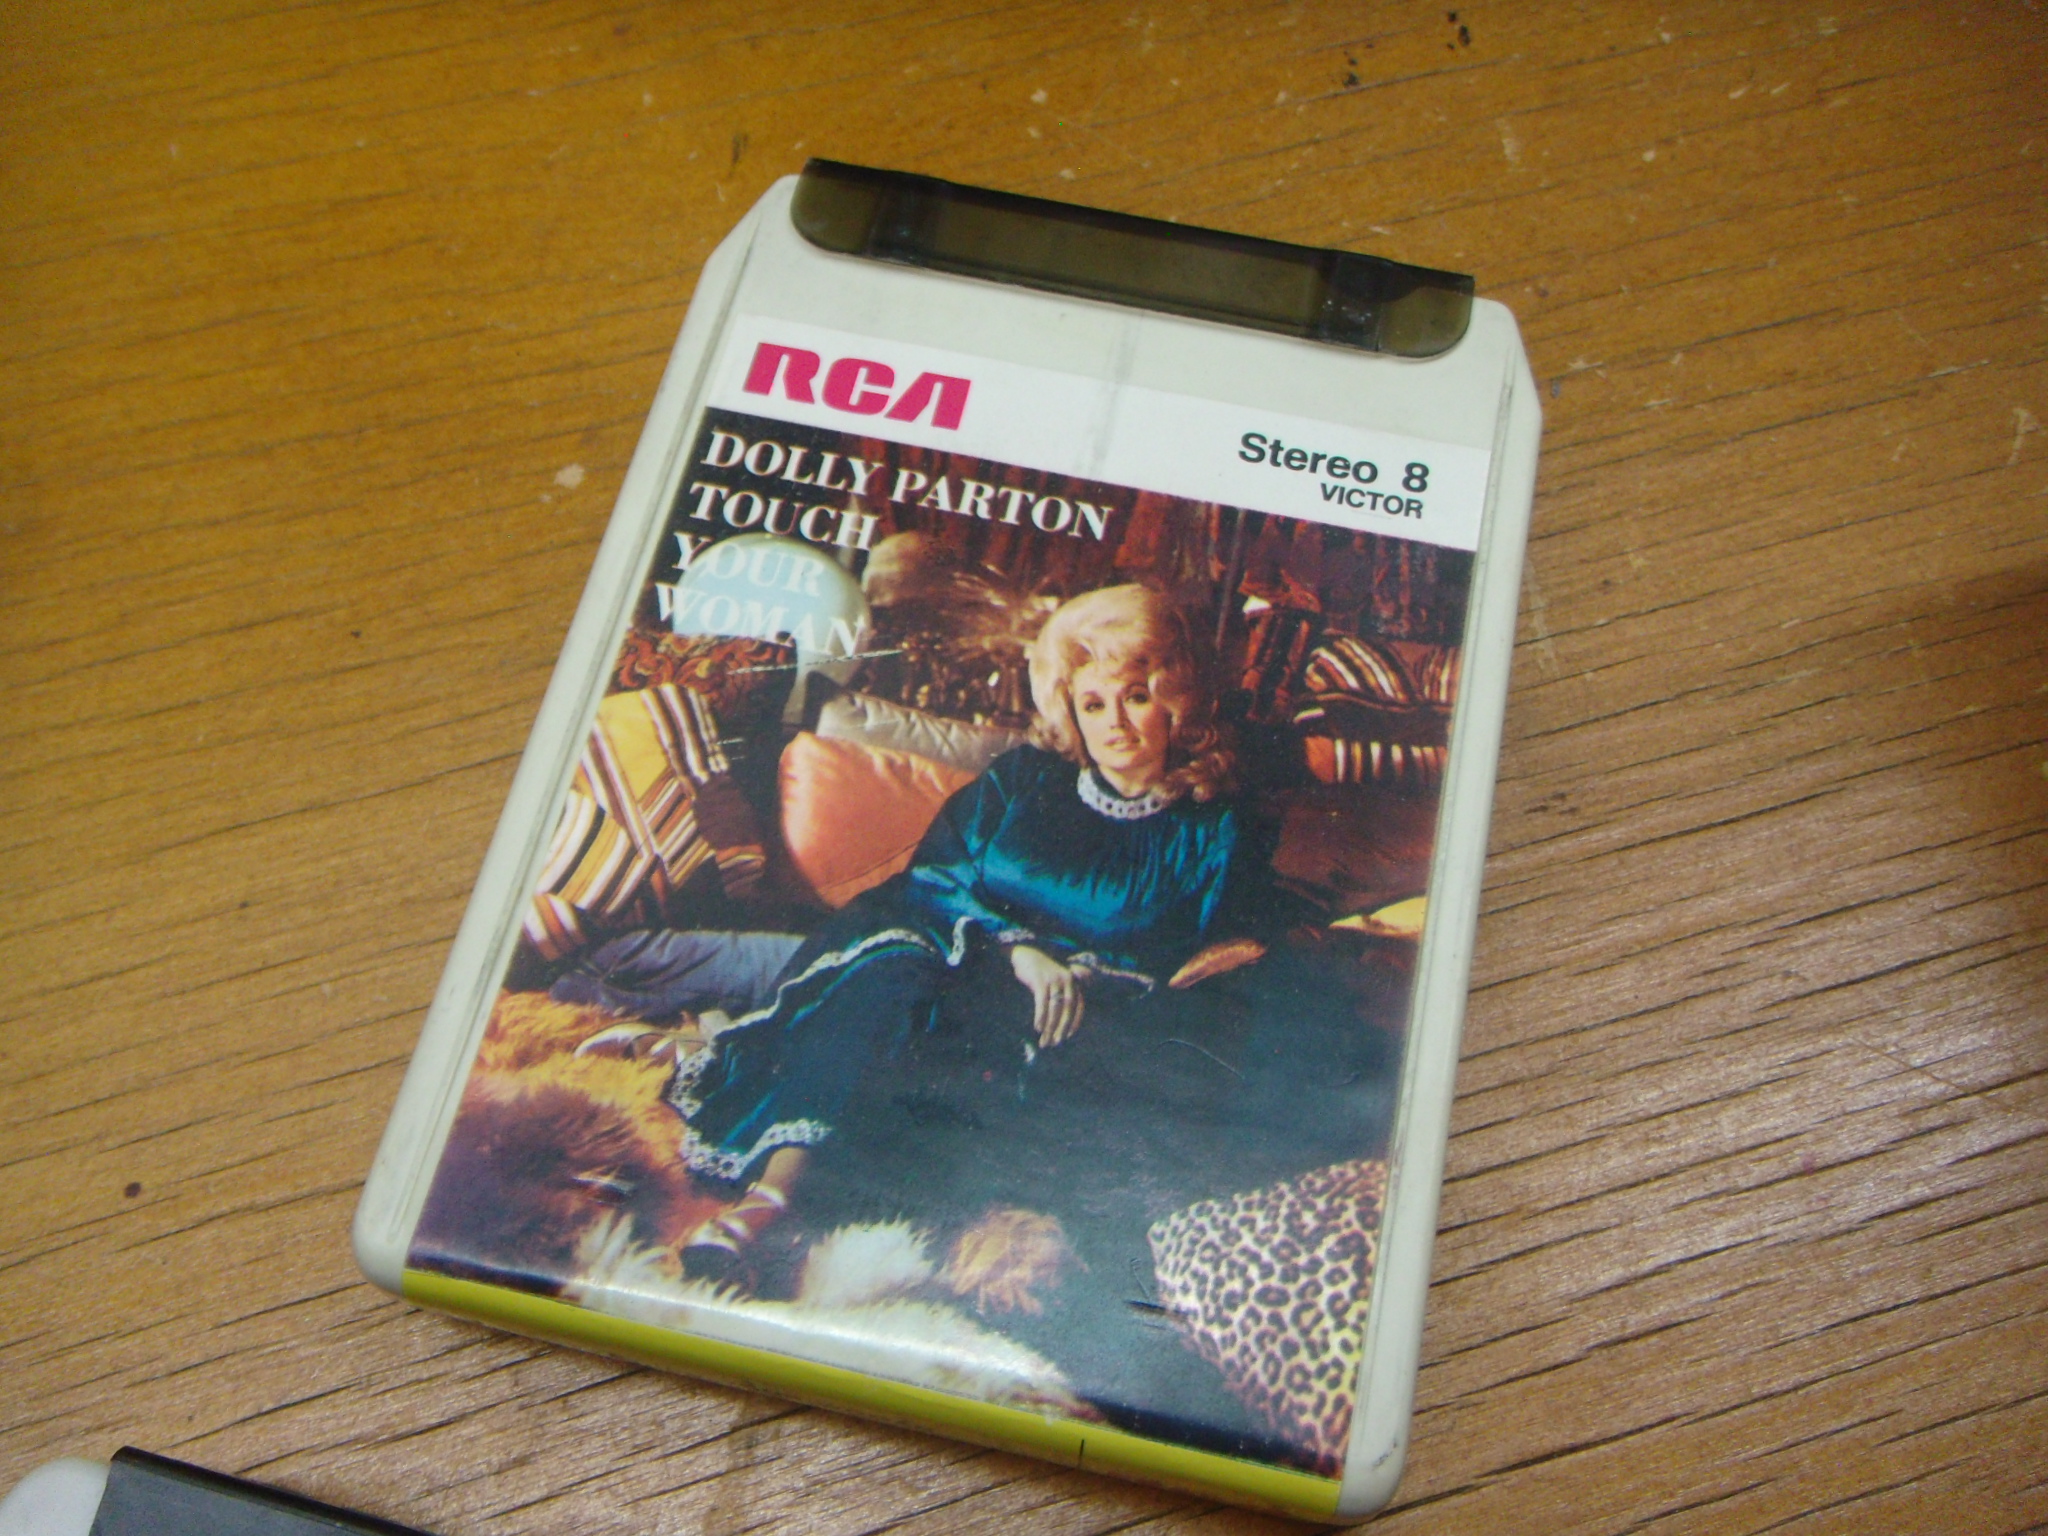 RCA
Stereo 8
VICTOR
DOLLY PARTON
TOUCH
YOUR
WOMAN